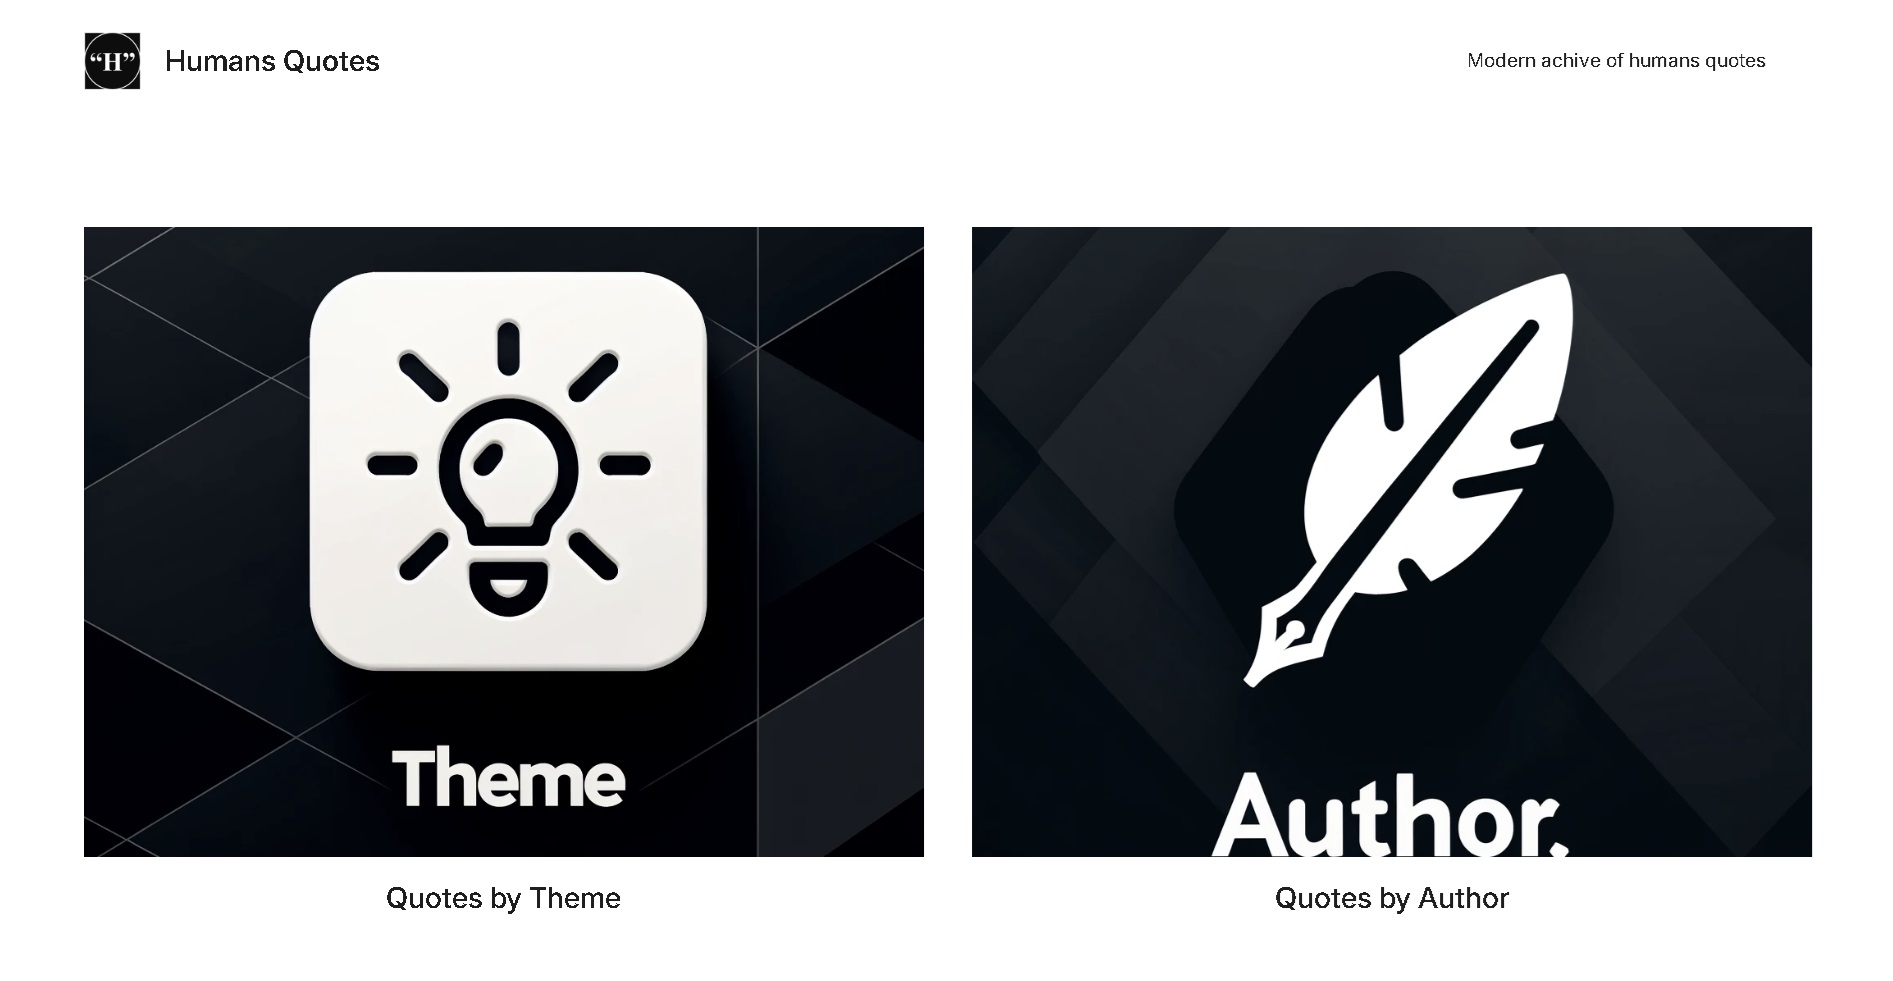 “H”
Humans Quotes
Modern achive of humans quotes
Theme
Author.
Quotes by Theme
Quotes by Author